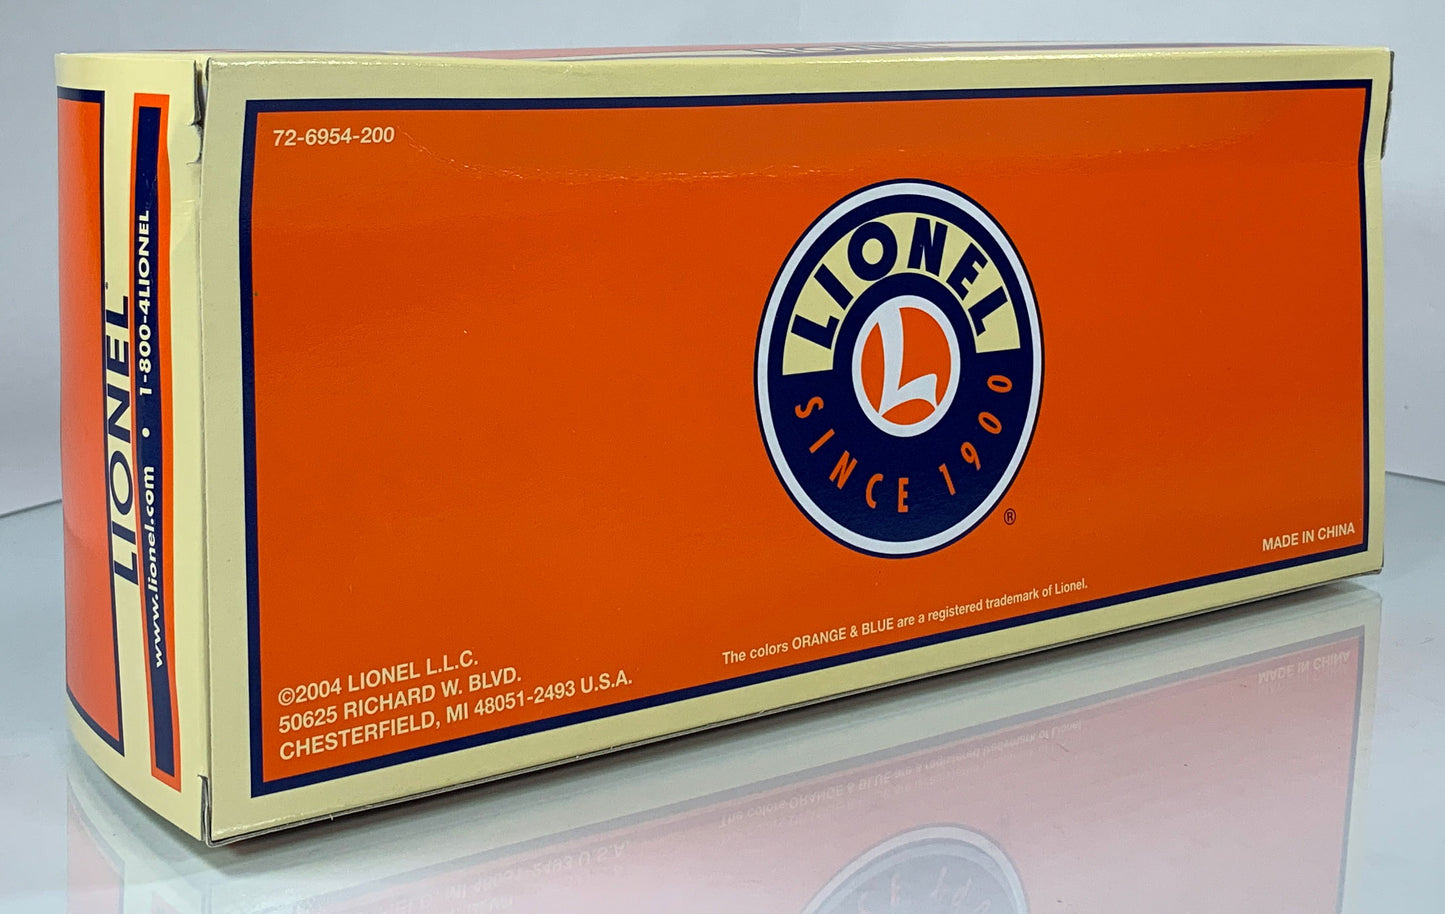 72-6954-200
LIONEL
L
SINCE 1900
®
MADE IN CHINA
The colors ORANGE & BLUE are a registered trademark of Lionel.
©2004 LIONEL L.L.C.
50625 RICHARD W. BLVD.
CHESTERFIELD, MI 48051-2493 U.S.A.
LIONEL™
www.lionel.com • 1-800-4LIONEL
LIONEL